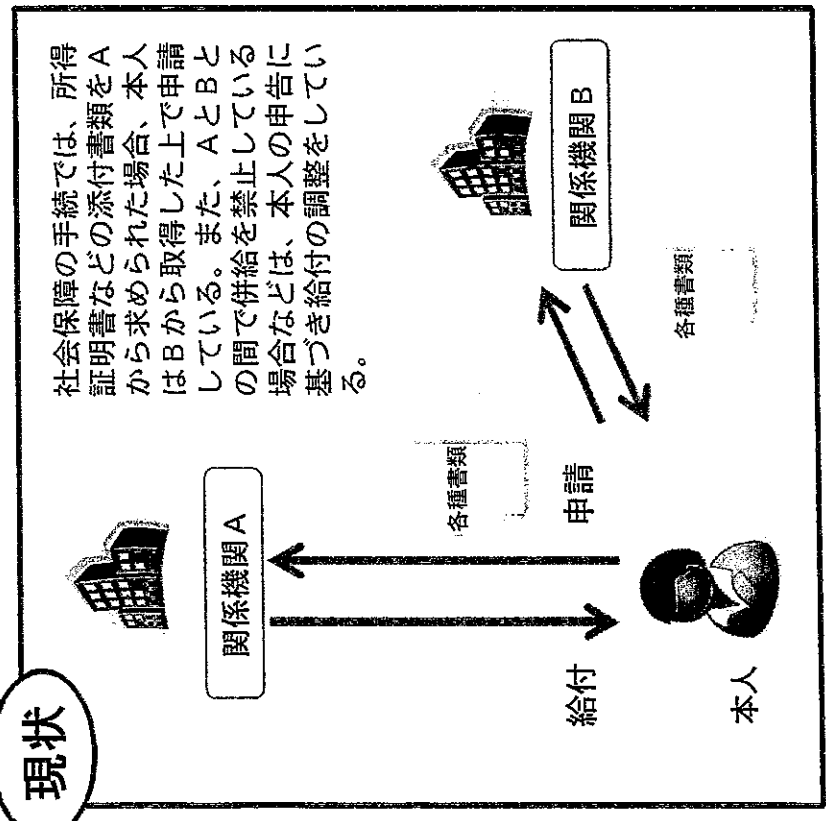 現状
社会保障の手続では、所得
証明書などの添付書類をA
から求められた場合、本人
はBから取得した上で申請
している。また、AとBと
の間で併給を禁止している
場合などは、本人の申告に
基づき給付の調整をしてい
る。
関係機関A
関係機関B
各種書類
各種書類
給付
申請
本人